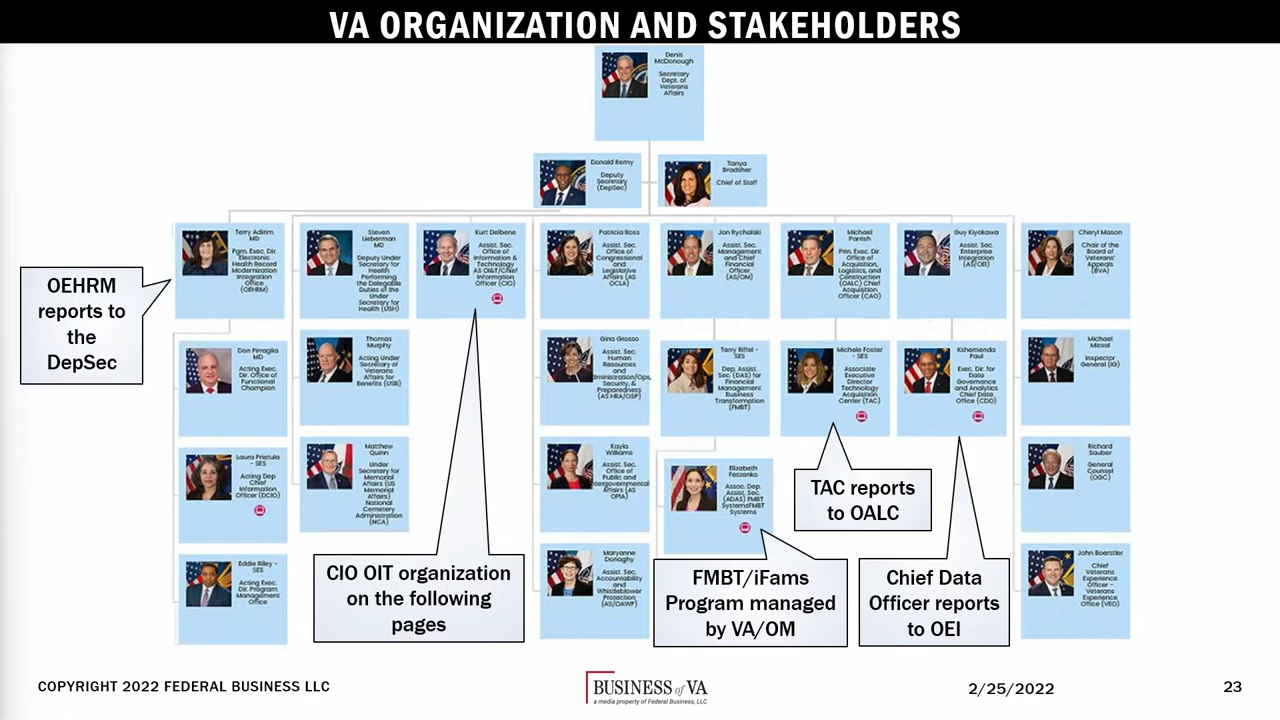 VA ORGANIZATION AND STAKEHOLDERS
Denis
McDonough
Secretary
Dept. of
Veterans
Affairs
Donald Remy
Deputy
Secretary
(DepSec)
Tanya
Bradsher
Chief of Staff
Terry Adirim
MD
Pgm. Exec. Dir.
Electronic
Health Record
Modernization
Integration
Office
(OEHRM)
Steven
Lieberman
MD
Deputy Under
Secretary for
Health
Performing
the Delegable
Duties of the
Under
Secretary for
Health (USH)
Kurt Delbene
Assist. Sec.
Office of
Information &
Technology
AS OI&T/Chief
Information
Officer (CIO)
Patricia Ross
Assist. Sec.
Office of
Congressional
and
Legislative
Affairs (AS
OCLA)
Jon Rychalski
Assist. Sec.
Management
and Chief
Financial
Officer
(AS/OM)
Michael
Parrish
Prin. Exec. Dir.
Office of
Acquisition,
Logistics, and
Construction
(OALC) Chief
Acquisition
Officer (CAO)
Guy Kiyokawa
Assist. Sec.
Enterprise
Integration
(AS/OEI)
Cheryl Mason
Chair of the
Board of
Veterans'
Appeals
(BVA)
OEHRM
reports to
the
DepSec
Don Pirraglia
MD
Acting Exec.
Dir. Office of
Functional
Champion
Thomas
Murphy
Acting Under
Secretary of
Veterans
Affairs for
Benefits (USB)
Gina Grosso
Assist. Sec.
Human
Resources
and
dministration/Ops,
Security, &
Preparedness
(AS HRA/OSP)
Terry Riffel -
SES
Dep. Assist.
Sec. (DAS) for
Financial
Management
Business
Transformation
(FMBT)
Michele Foster
- SES
Associate
Executive
Director
Technology
Acquisition
Center (TAC)
Kshemenda
Paul
Exec. Dir. for
Data
Governance
and Analytics
Chief Data
Office (CDO)
Michael
Missal
Inspector
General (IG)
Laura Prietula
- SES
Acting Dep
Chief
Information
Officer (DCIO)
Matthew
Quinn
Under
Secretary for
Memorial
Affairs (US
Memorial
Affairs)
National
Cemetery
Administration
(NCA)
Kayla
Williams
Assist. Sec.
Office of
Public and
ntergovernmental
Affairs (AS
OPIA)
Elizabeth
Feszenko
Assoc. Dep.
Assist. Sec.
(ADAS) FMBT
SystemsFMBT
Systems
TAC reports
to OALC
Richard
Sauber
General
Counsel
(OGC)
Eddie Riley -
SES
Acting Exec.
Dir. Program
Management
Office
CIO OIT organization
on the following
pages
Maryanne
Donaghy
Assist. Sec.
Accountability
and
Whistleblower
Protection
(AS/OAWP)
FMBT/iFams
Program managed
by VA/OM
Chief Data
Officer reports
to OEI
John Boerstler
Chief
Veterans
Experience
Officer -
Veterans
Experience
Office (VEO)
COPYRIGHT 2022 FEDERAL BUSINESS LLC
BUSINESS of VA
a media property of Federal Business, LLC
2/25/2022
23